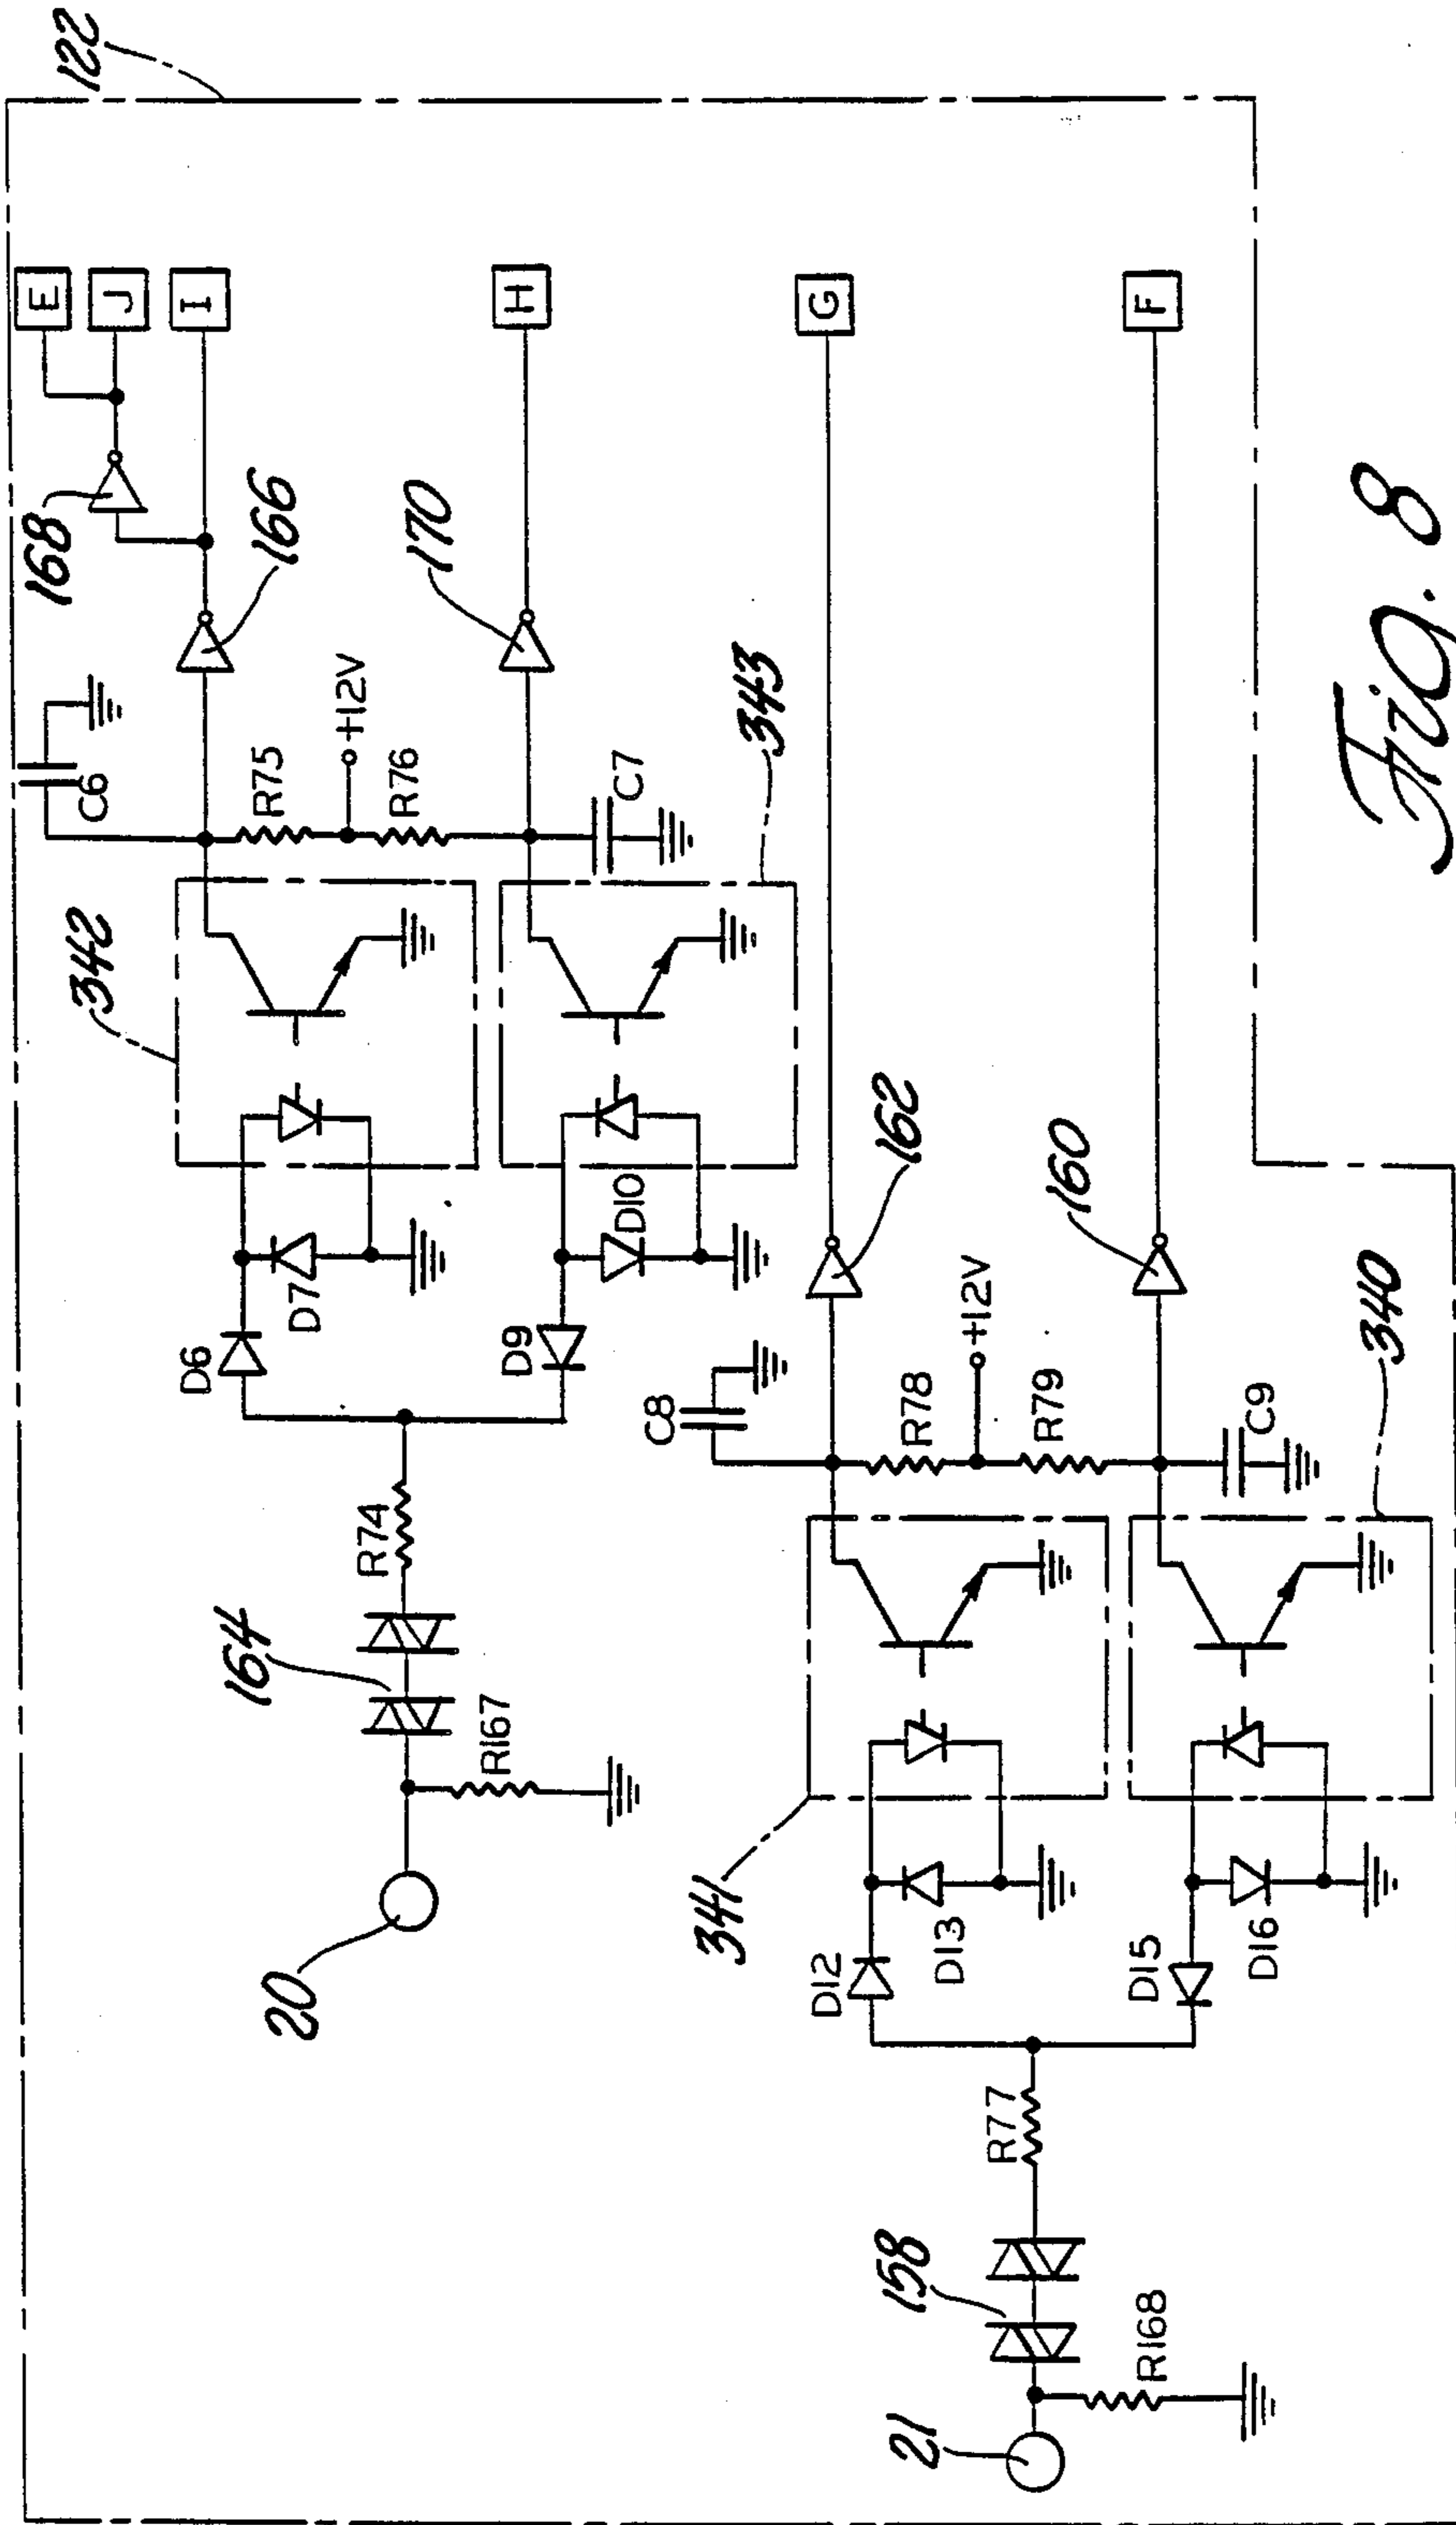 122
E
J
I
H
G
F
168
166
170
C6
R75
+12V
R76
C7
343
342
D6
D7
D9
D10
R74
164
R167
20
162
160
C8
R78
+12V
R79
C9
340
341
D12
D13
D15
D16
R77
158
R168
21
Fig. 8